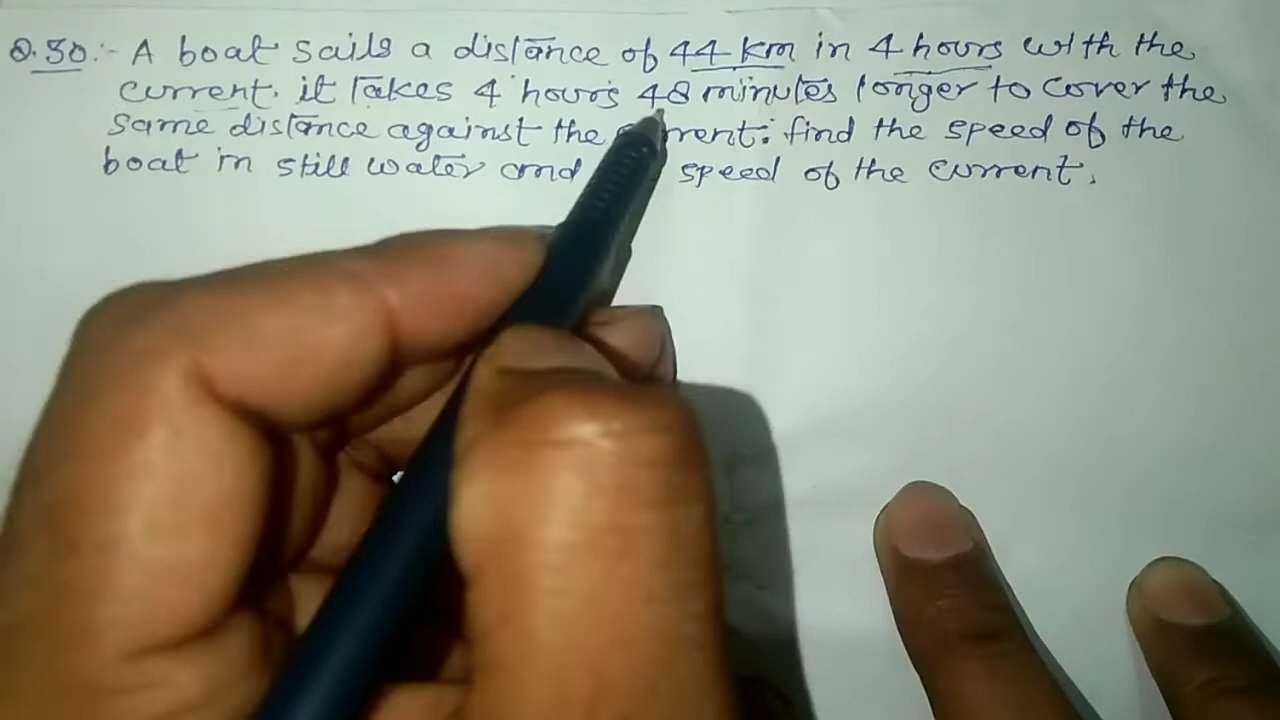 Q.30:- A boat sails a distance of 44 km in 4 hours with the
current. it takes 4 hours 48 minutes longer to cover the
same distance against the rrent. find the speed of the
boat in still water and speed of the current.